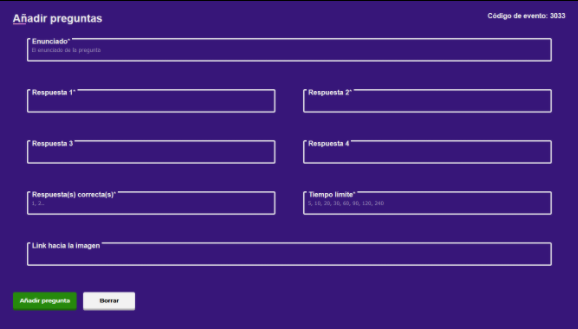 Añadir preguntas
Código de evento: 3033
Enunciado*
El enunciado de la pregunta
Respuesta 1*
Respuesta 2*
Respuesta 3
Respuesta 4
Respuesta(s) correcta(s)*
1, 2..
Tiempo límite*
5, 10, 20, 30, 60, 90, 120, 240
Link hacia la imagen
Añadir pregunta
Borrar